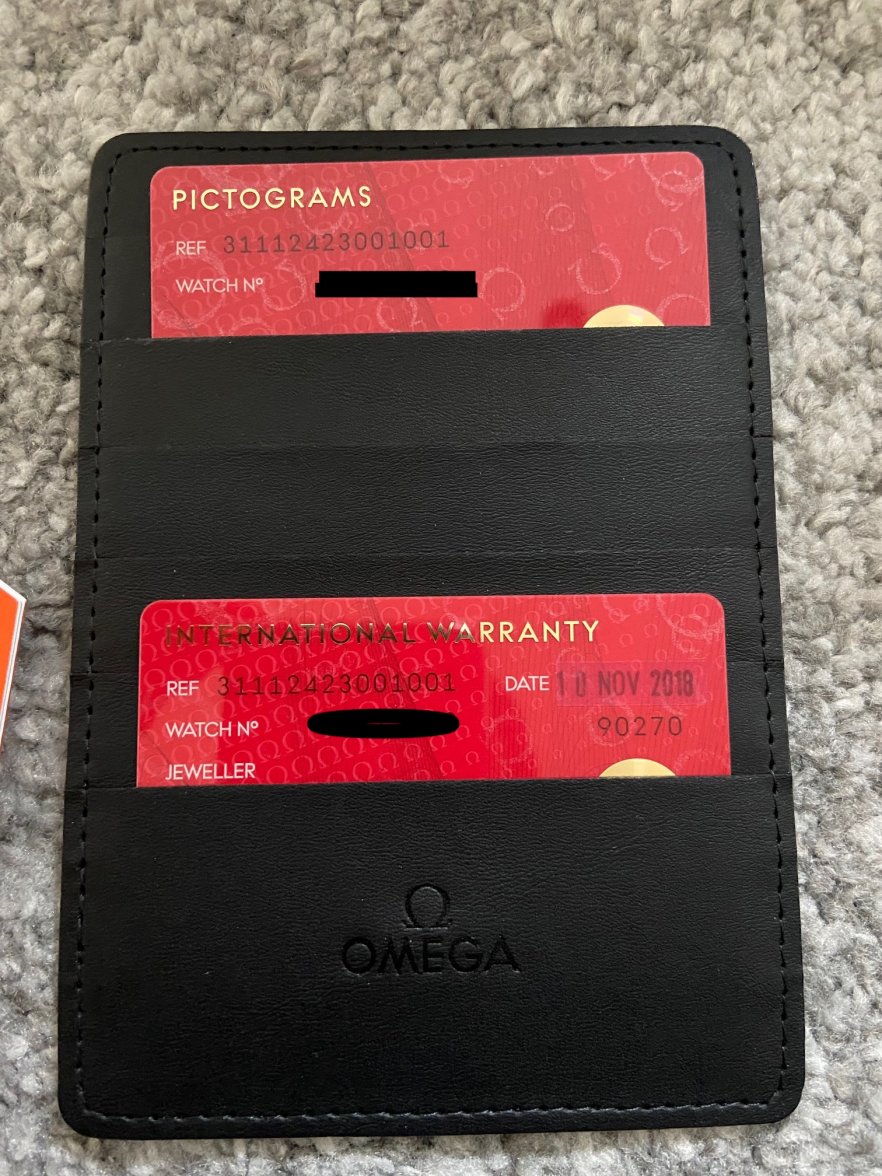 PICTOGRAMS
REF 31112423001001
WATCH Nº
INTERNATIONAL WARRANTY
REF 31112423001001 DATE 10 NOV 2018
WATCH Nº 90270
JEWELLER
Ω
OMEGA